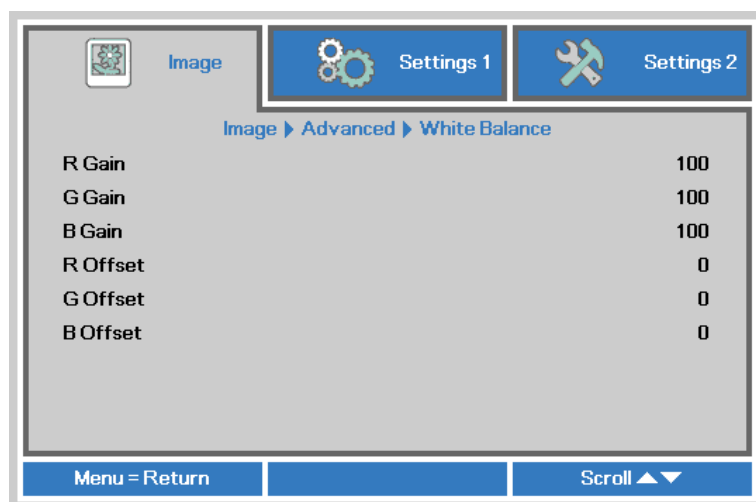 Image
Settings 1
Settings 2
Image ▶ Advanced ▶ White Balance
R Gain 100
G Gain 100
B Gain 100
R Offset 0
G Offset 0
B Offset 0
Menu = Return
Scroll ▲▼